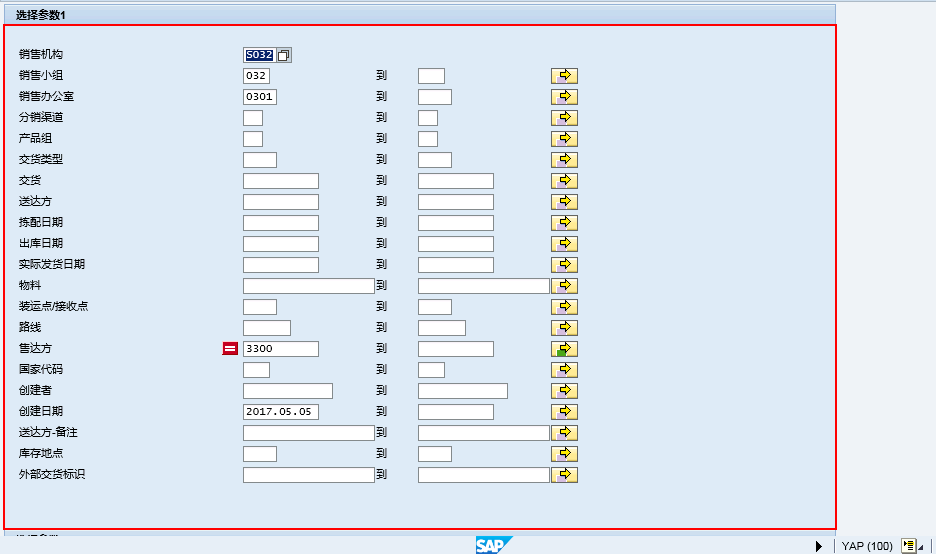 选择参数1
销售机构 S032
销售小组 032 到
销售办公室 0301 到
分销渠道 到
产品组 到
交货类型 到
交货 到
送达方 到
拣配日期 到
出库日期 到
实际发货日期 到
物料 到
装运点/接收点 到
路线 到
售达方 3300 到
国家代码 到
创建者 到
创建日期 2017.05.05 到
送达方-备注 到
库存地点 到
外部交货标识 到
SAP YAP (100)